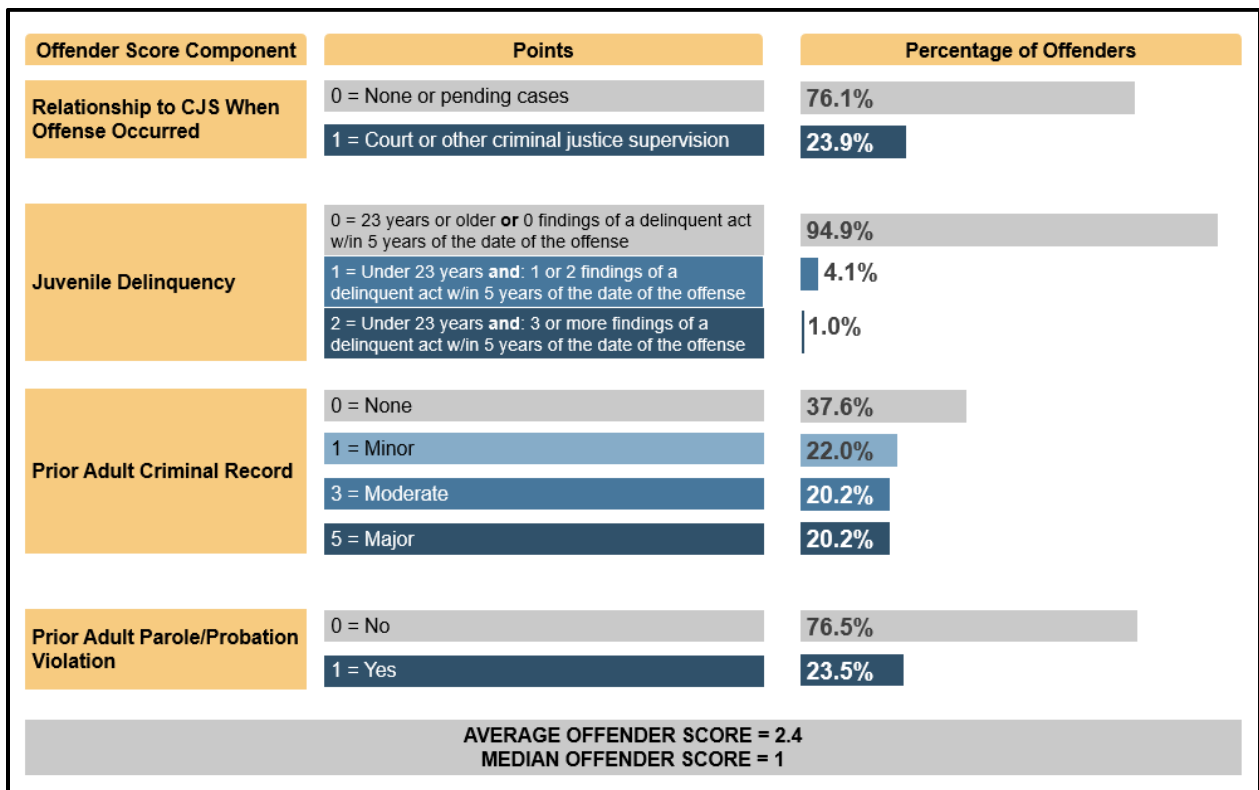 Offender Score Component
Points
Percentage of Offenders
Relationship to CJS When
Offense Occurred
0 = None or pending cases
76.1%
1 = Court or other criminal justice supervision
23.9%
Juvenile Delinquency
0 = 23 years or older or 0 findings of a delinquent act
w/in 5 years of the date of the offense
94.9%
1 = Under 23 years and: 1 or 2 findings of a
delinquent act w/in 5 years of the date of the offense
4.1%
2 = Under 23 years and: 3 or more findings of a
delinquent act w/in 5 years of the date of the offense
1.0%
Prior Adult Criminal Record
0 = None
37.6%
1 = Minor
22.0%
3 = Moderate
20.2%
5 = Major
20.2%
Prior Adult Parole/Probation
Violation
0 = No
76.5%
1 = Yes
23.5%
AVERAGE OFFENDER SCORE = 2.4
MEDIAN OFFENDER SCORE = 1